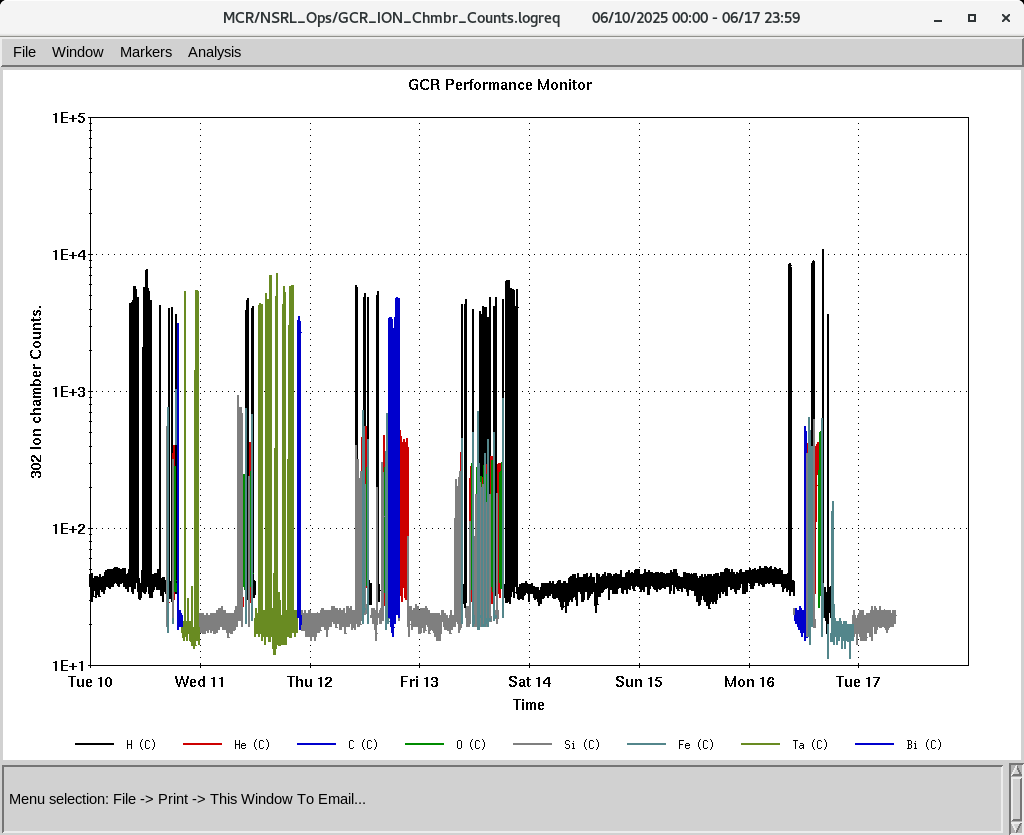 MCR/NSRL_Ops/GCR_ION_Chmbr_Counts.logreq 06/10/2025 00:00 - 06/17 23:59
File Window Markers Analysis
GCR Performance Monitor
1E+5
1E+4
1E+3
1E+2
1E+1
302 Ion chamber Counts.
Tue 10 Wed 11 Thu 12 Fri 13 Sat 14 Sun 15 Mon 16 Tue 17
Time
H (C) He (C) C (C) O (C) Si (C) Fe (C) Ta (C) Bi (C)
Menu selection: File -> Print -> This Window To Email...